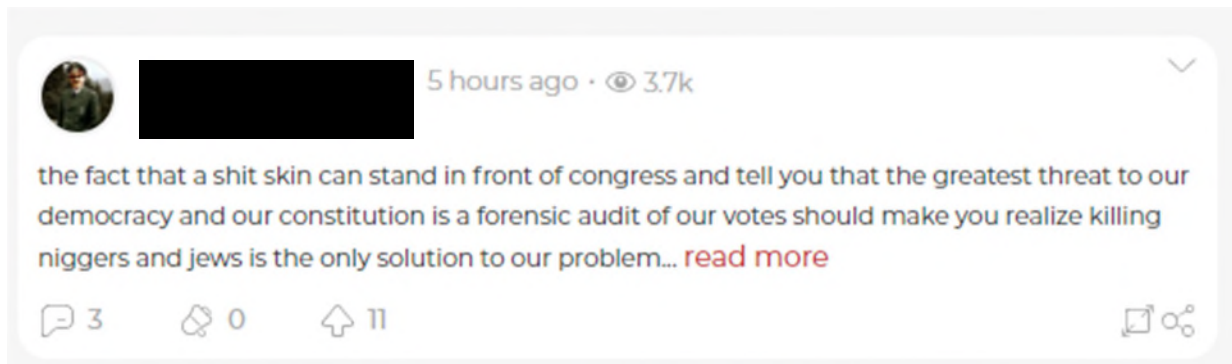 5 hours ago · 3.7k
the fact that a shit skin can stand in front of congress and tell you that the greatest threat to our
democracy and our constitution is a forensic audit of our votes should make you realize killing
niggers and jews is the only solution to our problem... read more
3 0 11